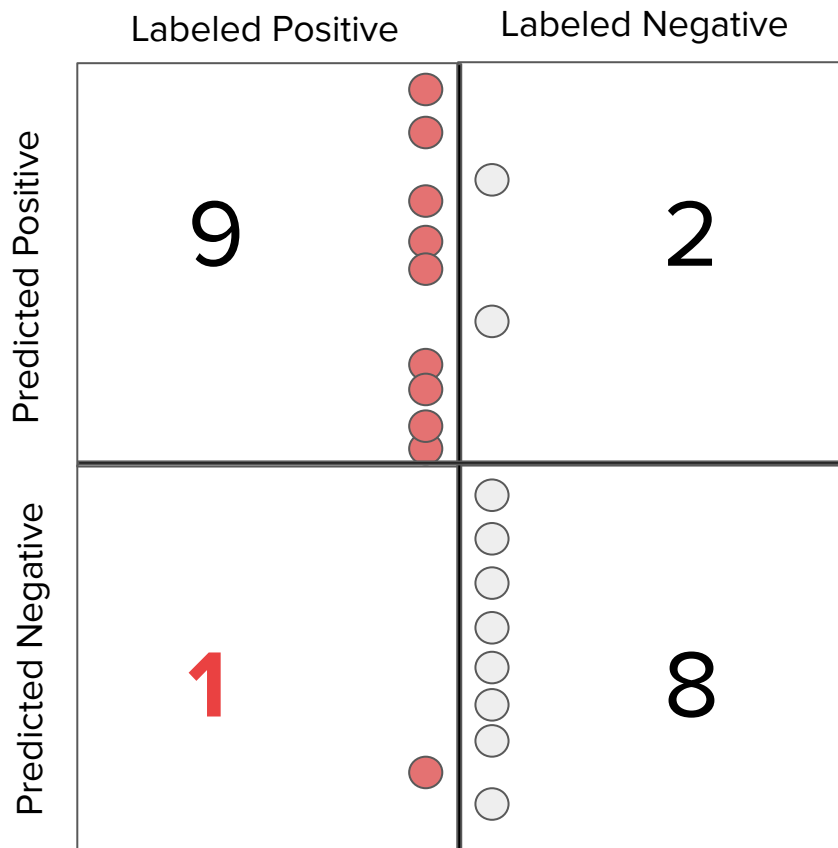 Labeled Positive
Labeled Negative
Predicted Positive
9
2
Predicted Negative
1
8